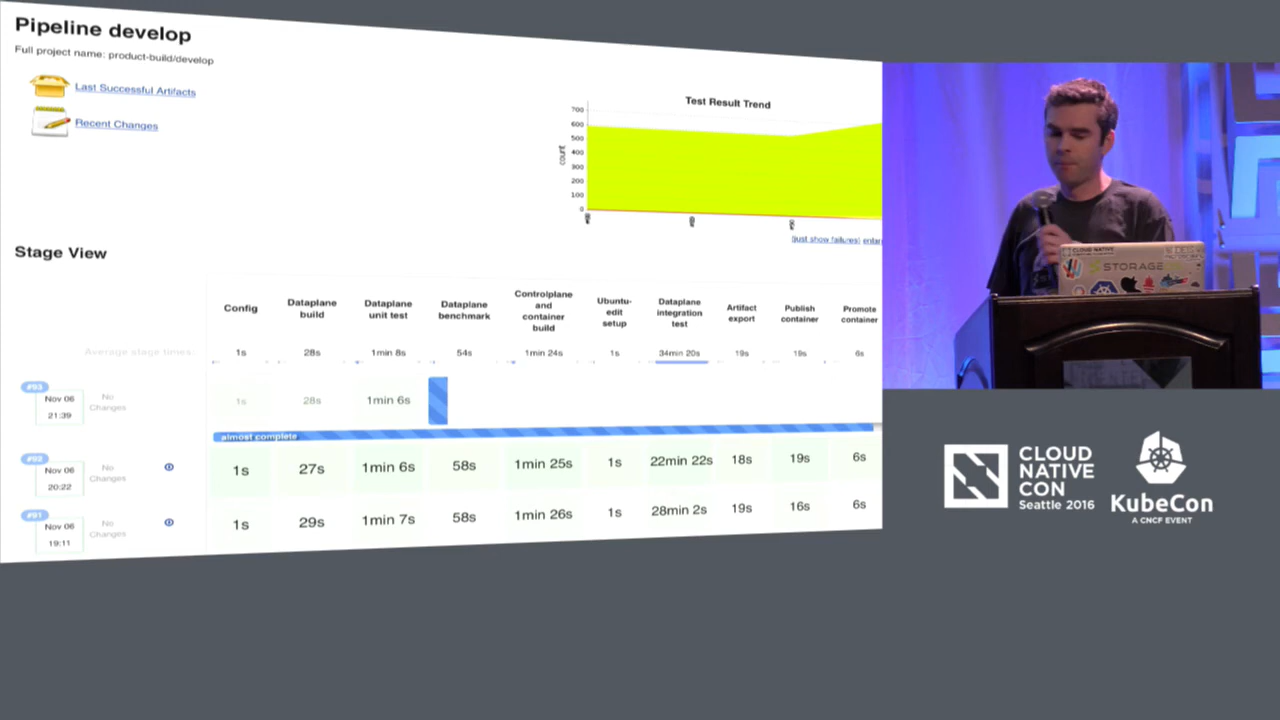 Pipeline develop
Full project name: product-build/develop
Last Successful Artifacts
Recent Changes
Test Result Trend
count
700
600
500
400
300
200
100
0
(just show failures)
Stage View
Config
Dataplane build
Dataplane unit test
Dataplane benchmark
Controlplane and container build
Ubuntu-edit setup
Dataplane integration test
Artifact export
Publish container
Promote container
Average stage times:
1s
28s
1min 8s
54s
1min 24s
1s
34min 20s
19s
19s
6s
#93
Nov 06
21:39
No Changes
1s
28s
1min 6s
almost complete
#92
Nov 06
20:22
No Changes
1s
27s
1min 6s
58s
1min 25s
1s
22min 22s
18s
19s
6s
#91
Nov 06
19:11
No Changes
1s
29s
1min 7s
58s
1min 26s
1s
28min 2s
19s
16s
6s
CLOUD NATIVE
STORAGE
CLOUD
NATIVE
CON
Seattle 2016
KubeCon
A CNCF EVENT